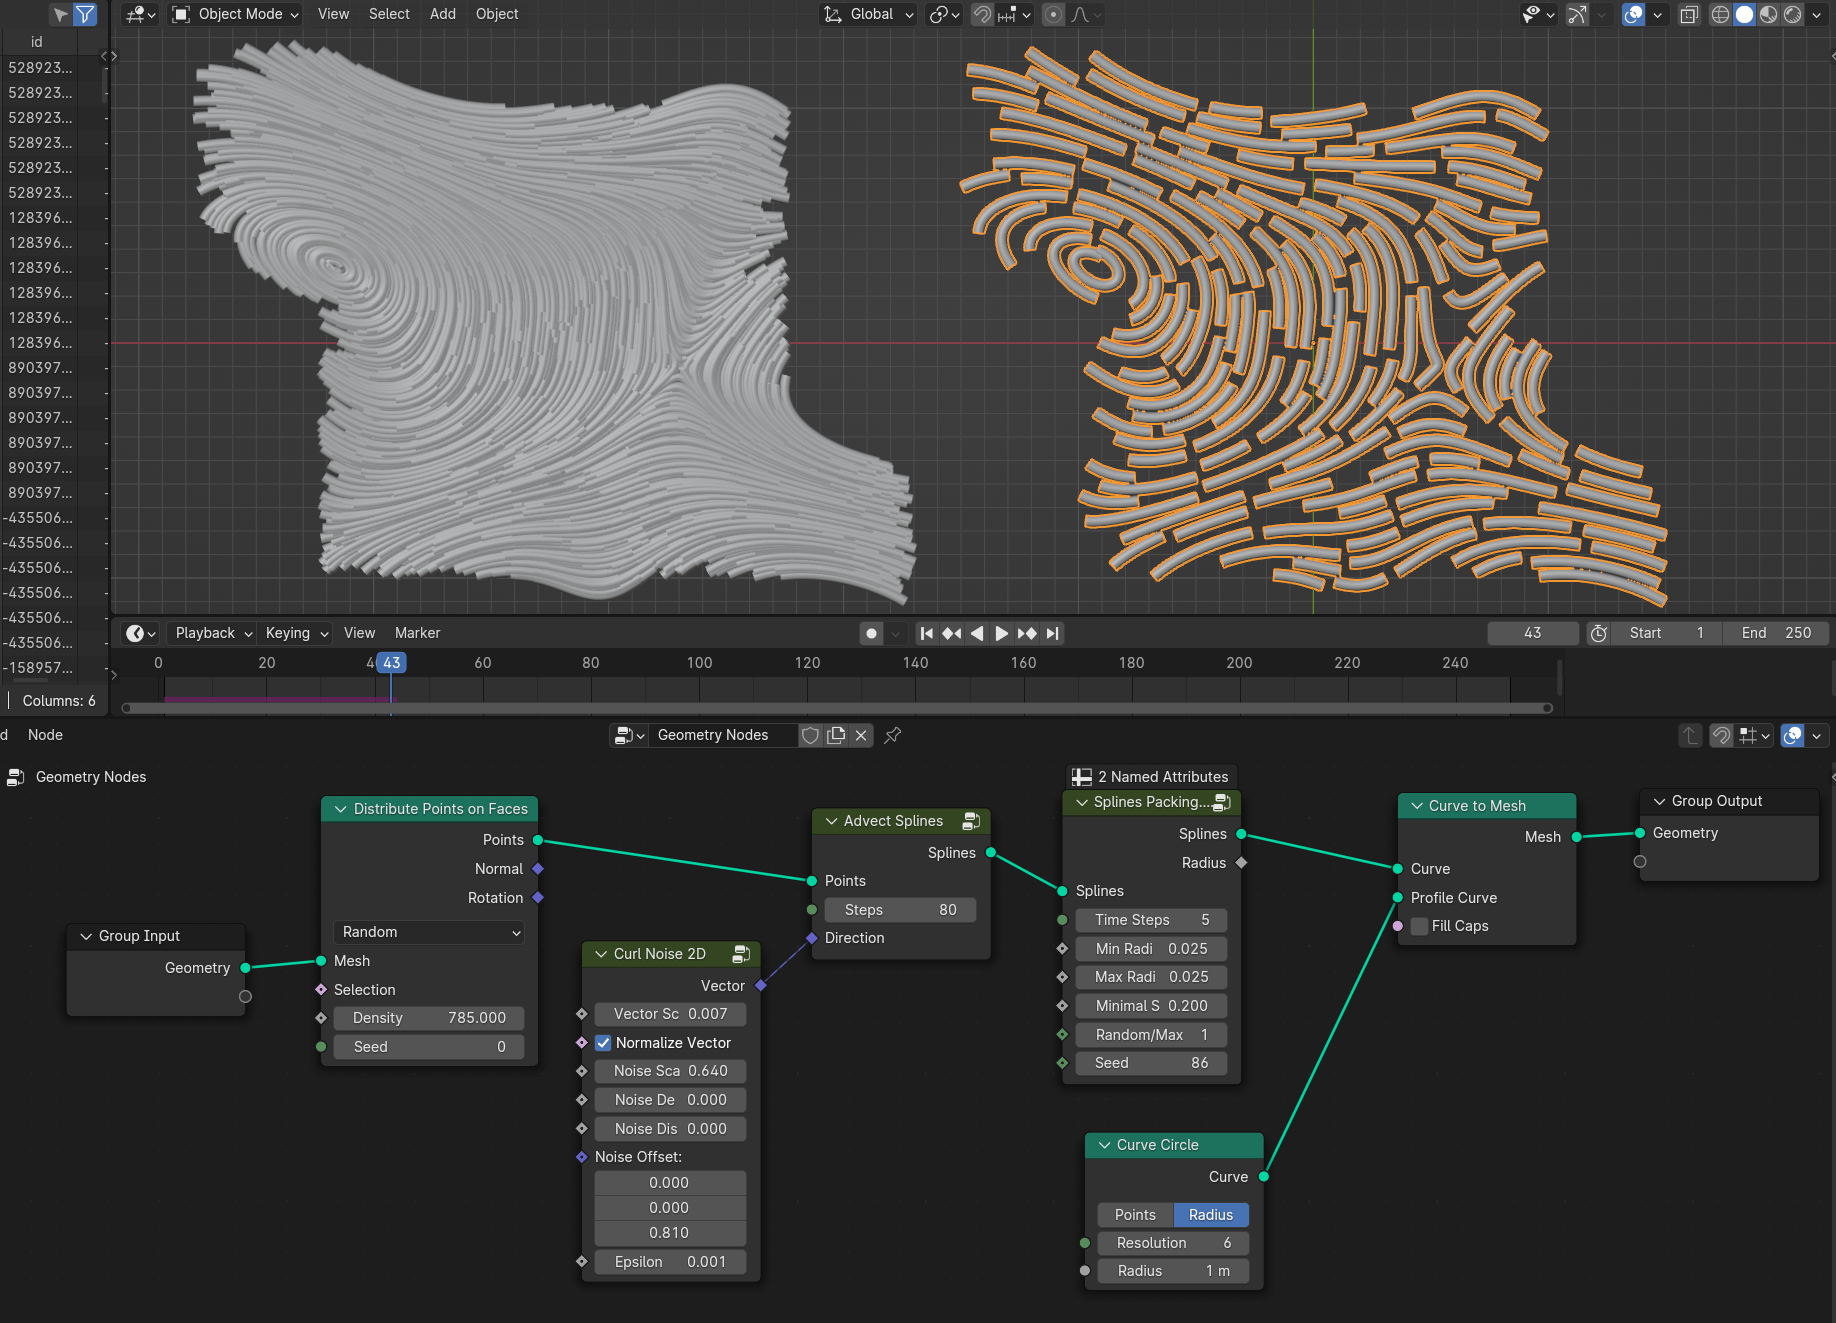 Object Mode View Select Add Object Global
id
528923...
528923...
528923...
528923...
528923...
528923...
128396...
128396...
128396...
128396...
128396...
128396...
890397...
890397...
890397...
890397...
890397...
890397...
-435506...
-435506...
-435506...
-435506...
-435506...
-435506...
-158957...
Columns: 6
Playback Keying View Marker 43 Start 1 End 250
0 20 43 60 80 100 120 140 160 180 200 220 240
d Node Geometry Nodes
Geometry Nodes
Group Input
Geometry
Distribute Points on Faces
Points
Normal
Rotation
Random
Mesh
Selection
Density 785.000
Seed 0
Curl Noise 2D
Vector
Vector Sc 0.007
Normalize Vector
Noise Sca 0.640
Noise De 0.000
Noise Dis 0.000
Noise Offset:
0.000
0.000
0.810
Epsilon 0.001
Advect Splines
Splines
Points
Steps 80
Direction
2 Named Attributes
Splines Packing...
Splines
Radius
Splines
Time Steps 5
Min Radi 0.025
Max Radi 0.025
Minimal S 0.200
Random/Max 1
Seed 86
Curve Circle
Curve
Points Radius
Resolution 6
Radius 1 m
Curve to Mesh
Mesh
Curve
Profile Curve
Fill Caps
Group Output
Geometry